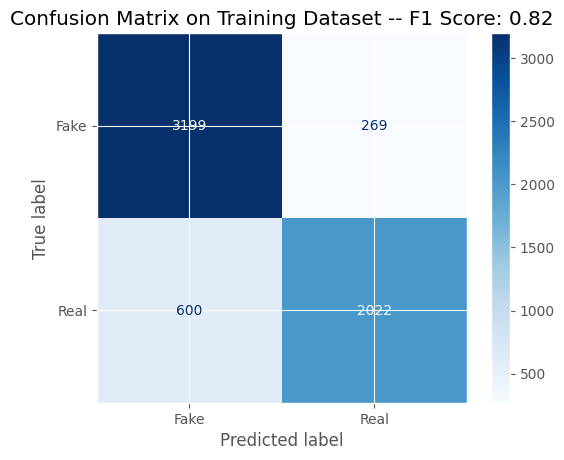 Confusion Matrix on Training Dataset -- F1 Score: 0.82
3000
2500
2000
1500
1000
500
True label
Fake
3199
269
Real
600
2022
Fake
Real
Predicted label